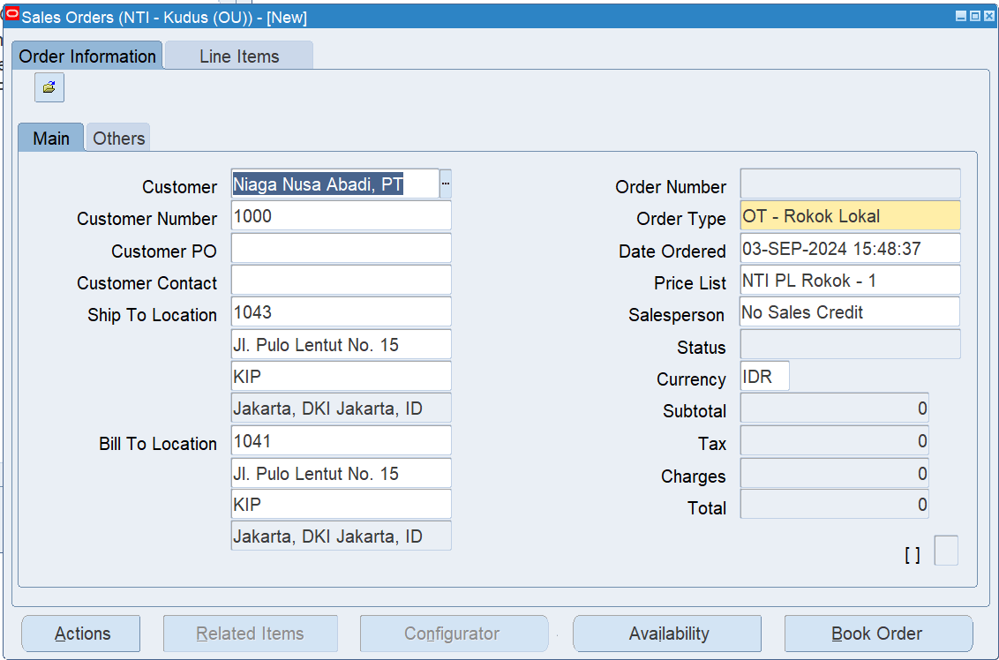 Sales Orders (NTI - Kudus (OU)) - [New]
Order Information
Line Items
Main
Others
Customer
Niaga Nusa Abadi, PT
...
Customer Number
1000
Customer PO
Customer Contact
Ship To Location
1043
Jl. Pulo Lentut No. 15
KIP
Jakarta, DKI Jakarta, ID
Bill To Location
1041
Jl. Pulo Lentut No. 15
KIP
Jakarta, DKI Jakarta, ID
Order Number
Order Type
OT - Rokok Lokal
Date Ordered
03-SEP-2024 15:48:37
Price List
NTI PL Rokok - 1
Salesperson
No Sales Credit
Status
Currency
IDR
Subtotal
0
Tax
0
Charges
0
Total
0
[ ]
Actions
Related Items
Configurator
Availability
Book Order